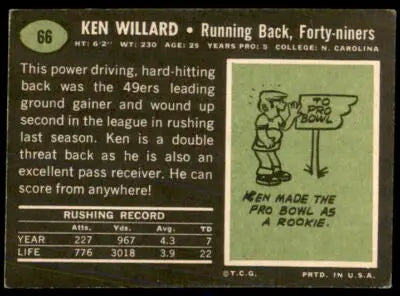 66
KEN WILLARD • Running Back, Forty-niners
HT: 6'2" WT: 230 AGE: 25 YEARS PRO: 5 COLLEGE: N. CAROLINA
This power driving, hard-hitting
back was the 49ers leading
ground gainer and wound up
second in the league in rushing
last season. Ken is a double
threat back as he is also an
excellent pass receiver. He can
score from anywhere!
TO
PRO
BOWL
KEN MADE THE
PRO BOWL AS
A ROOKIE.
RUSHING RECORD
Atts. Yds. Avg. TD
YEAR 227 967 4.3 7
LIFE 776 3018 3.9 22
©T.C.G. PRTD. IN U.S.A.